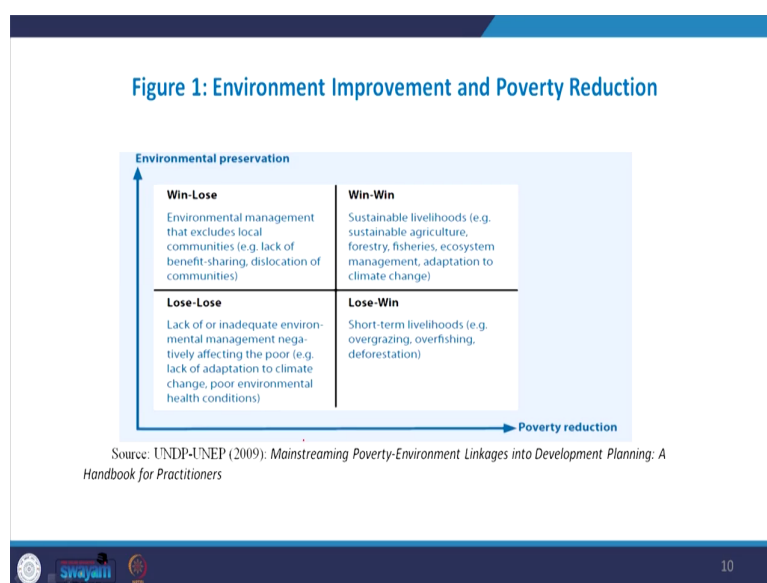 Figure 1: Environment Improvement and Poverty Reduction
Environmental preservation
Win-Lose
Environmental management
that excludes local
communities (e.g. lack of
benefit-sharing, dislocation of
communities)
Win-Win
Sustainable livelihoods (e.g.
sustainable agriculture,
forestry, fisheries, ecosystem
management, adaptation to
climate change)
Lose-Lose
Lack of or inadequate environ-
mental management nega-
tively affecting the poor (e.g.
lack of adaptation to climate
change, poor environmental
health conditions)
Lose-Win
Short-term livelihoods (e.g.
overgrazing, overfishing,
deforestation)
Poverty reduction
Source: UNDP-UNEP (2009): Mainstreaming Poverty-Environment Linkages into Development Planning: A
Handbook for Practitioners
swayam
10